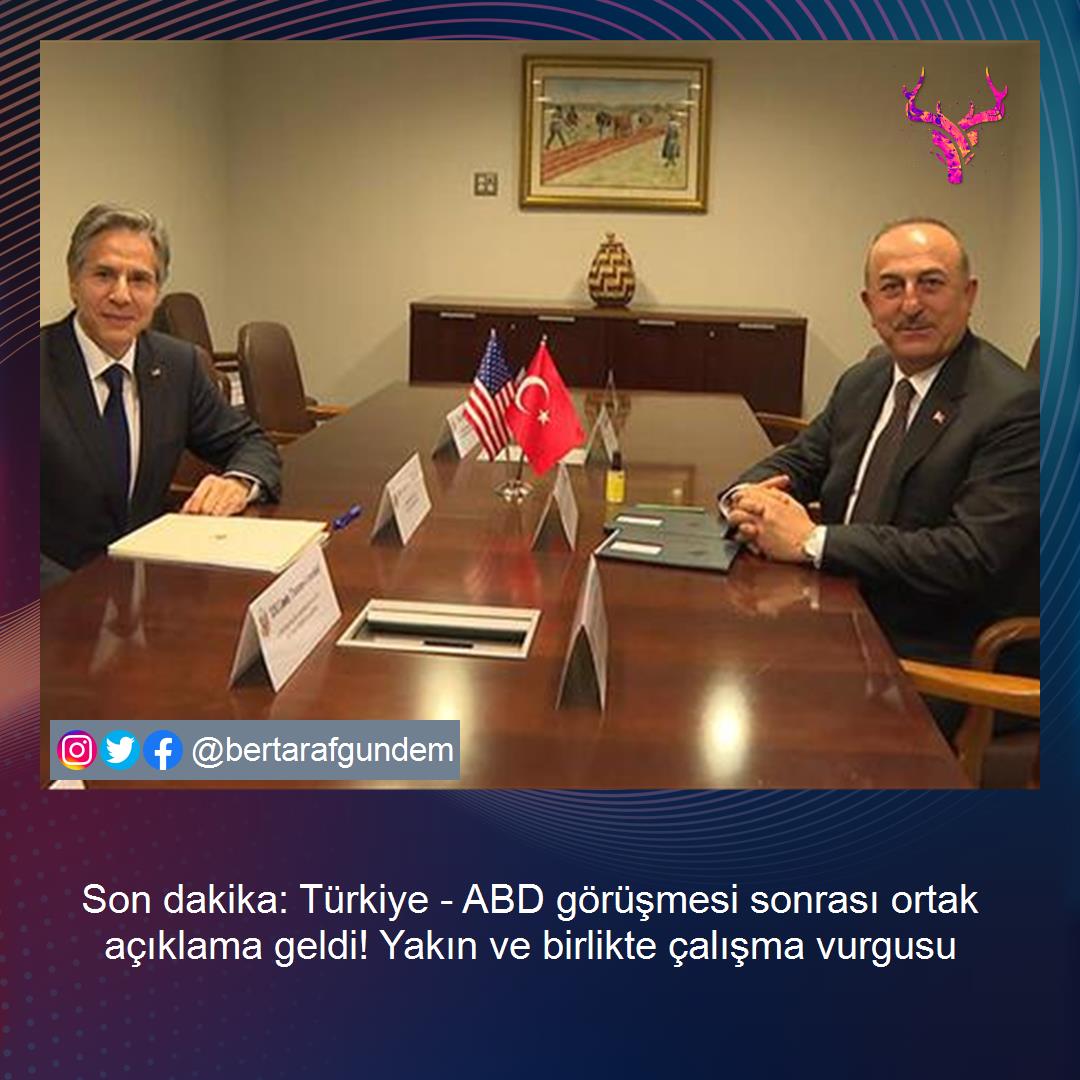 @bertarafgundem
Son dakika: Türkiye - ABD görüşmesi sonrası ortak
açıklama geldi! Yakın ve birlikte çalışma vurgusu